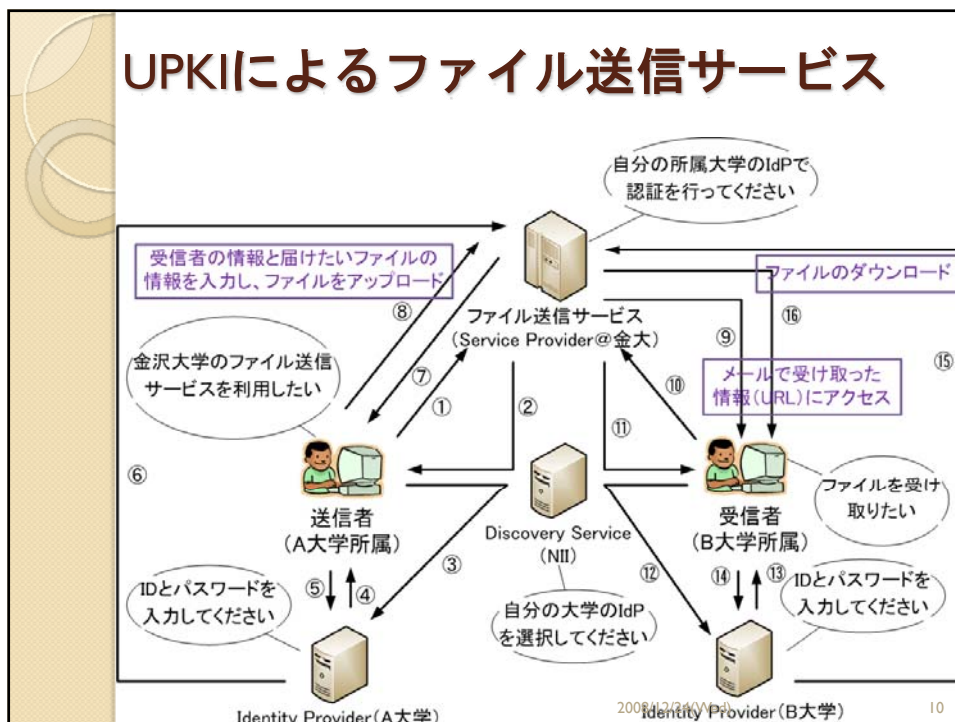 UPKIによるファイル送信サービス
自分の所属大学のIdPで
認証を行ってください
受信者の情報と届けたいファイルの
情報を入力し、ファイルをアップロード
ファイルのダウンロード
⑧
ファイル送信サービス
(Service Provider@金大)
⑨
⑯
金沢大学のファイル送信
サービスを利用したい
⑦
①
②
⑩
⑪
メールで受け取った
情報(URL)にアクセス
⑮
⑥
ファイルを受け
取りたい
送信者
(A大学所属)
Discovery Service
(NII)
受信者
(B大学所属)
③
⑫
⑤
④
⑭
⑬
IDとパスワードを
入力してください
自分の大学のIdP
を選択してください
IDとパスワードを
入力してください
Identity Provider(A大学)
Identity Provider(B大学)
2008/12/24(Wed)
10